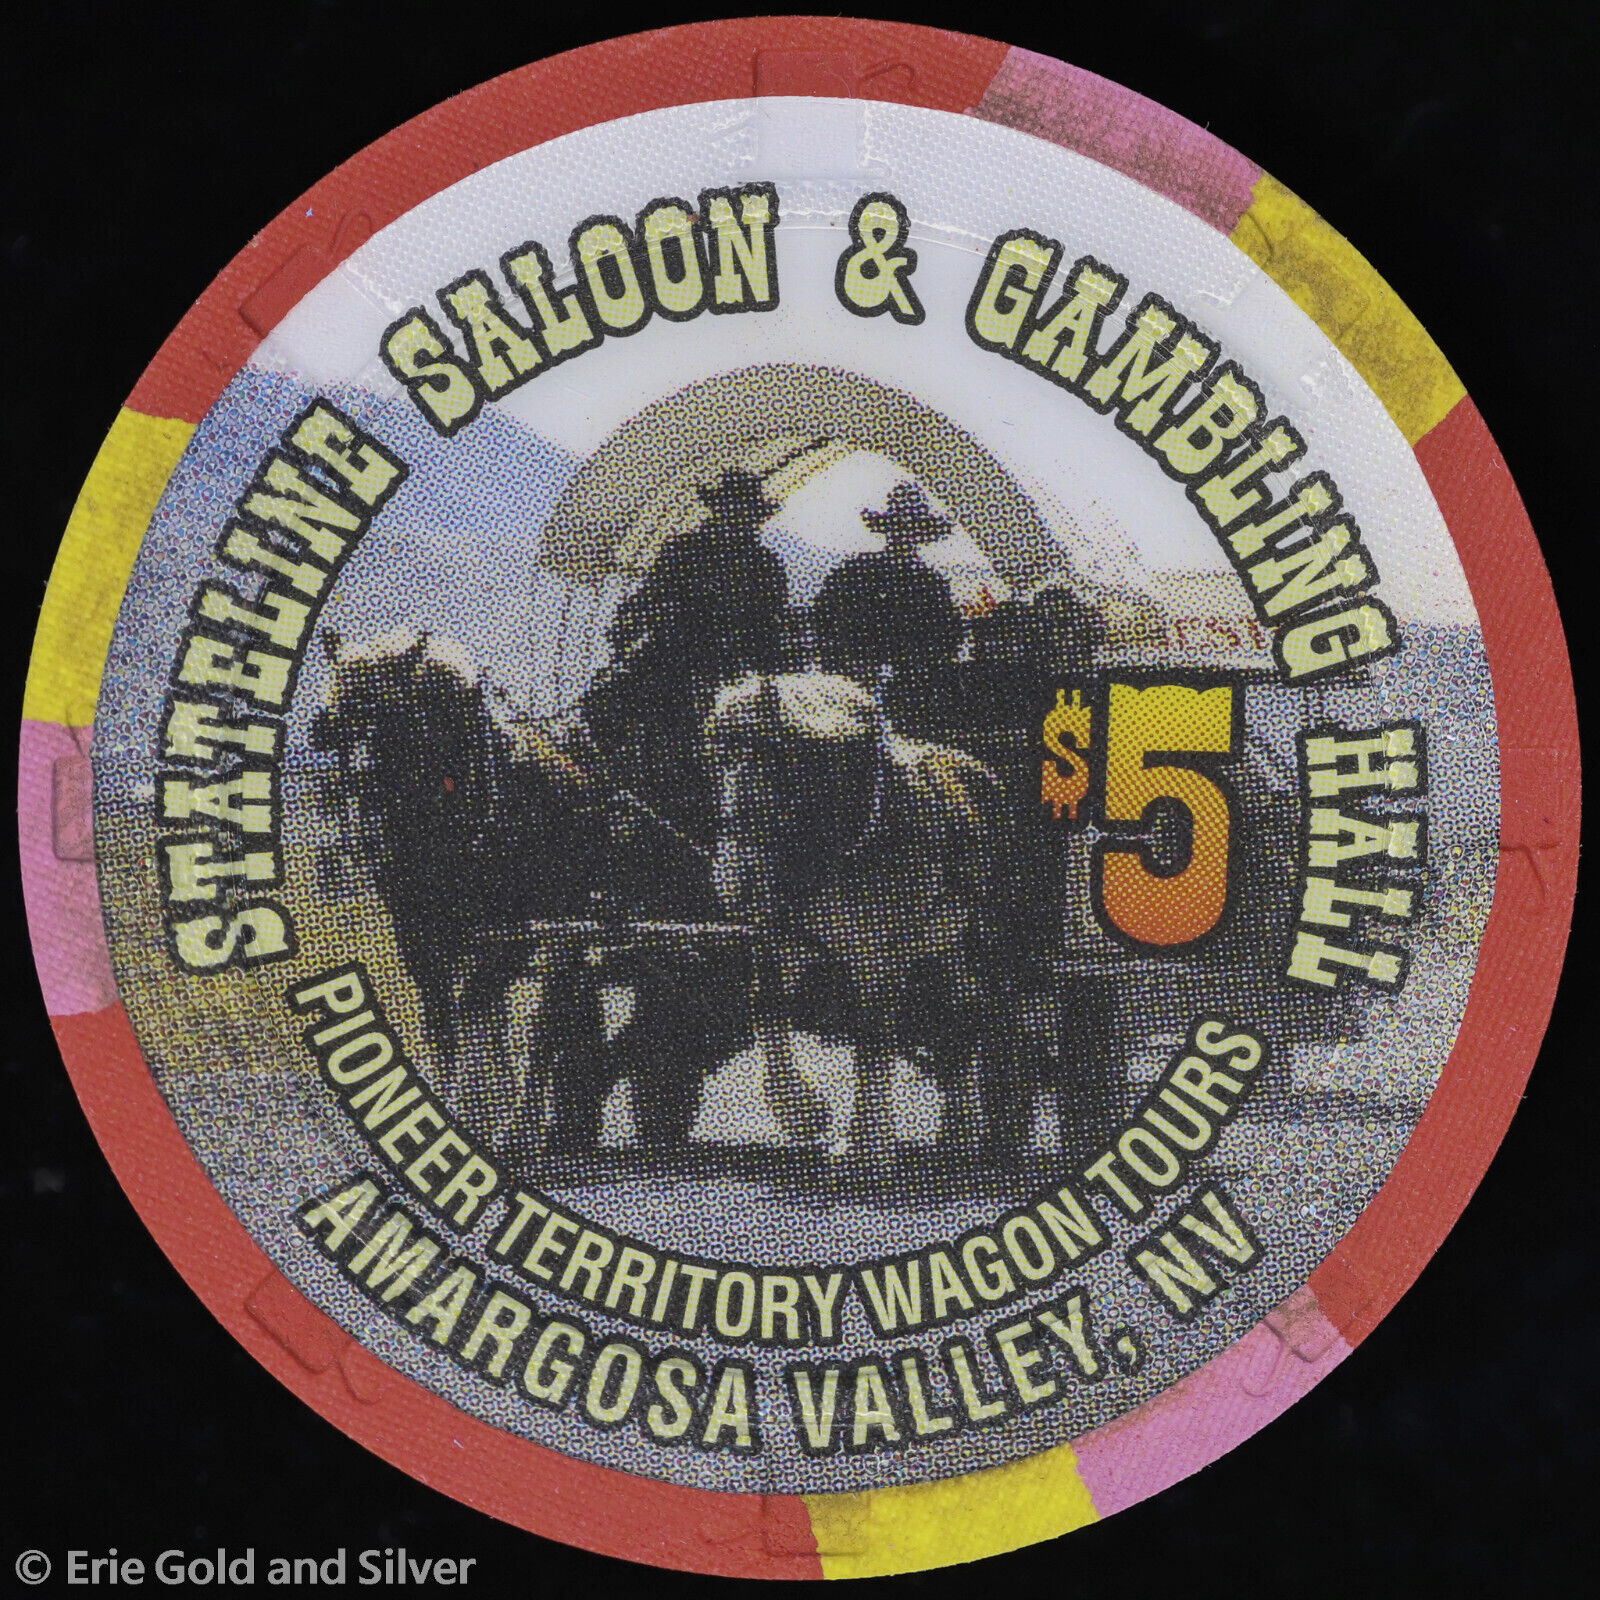 STATELINE SALOON & GAMBLING HALL
$5
PIONEER TERRITORY WAGON TOURS
AMARGOSA VALLEY, NV
© Erie Gold and Silver